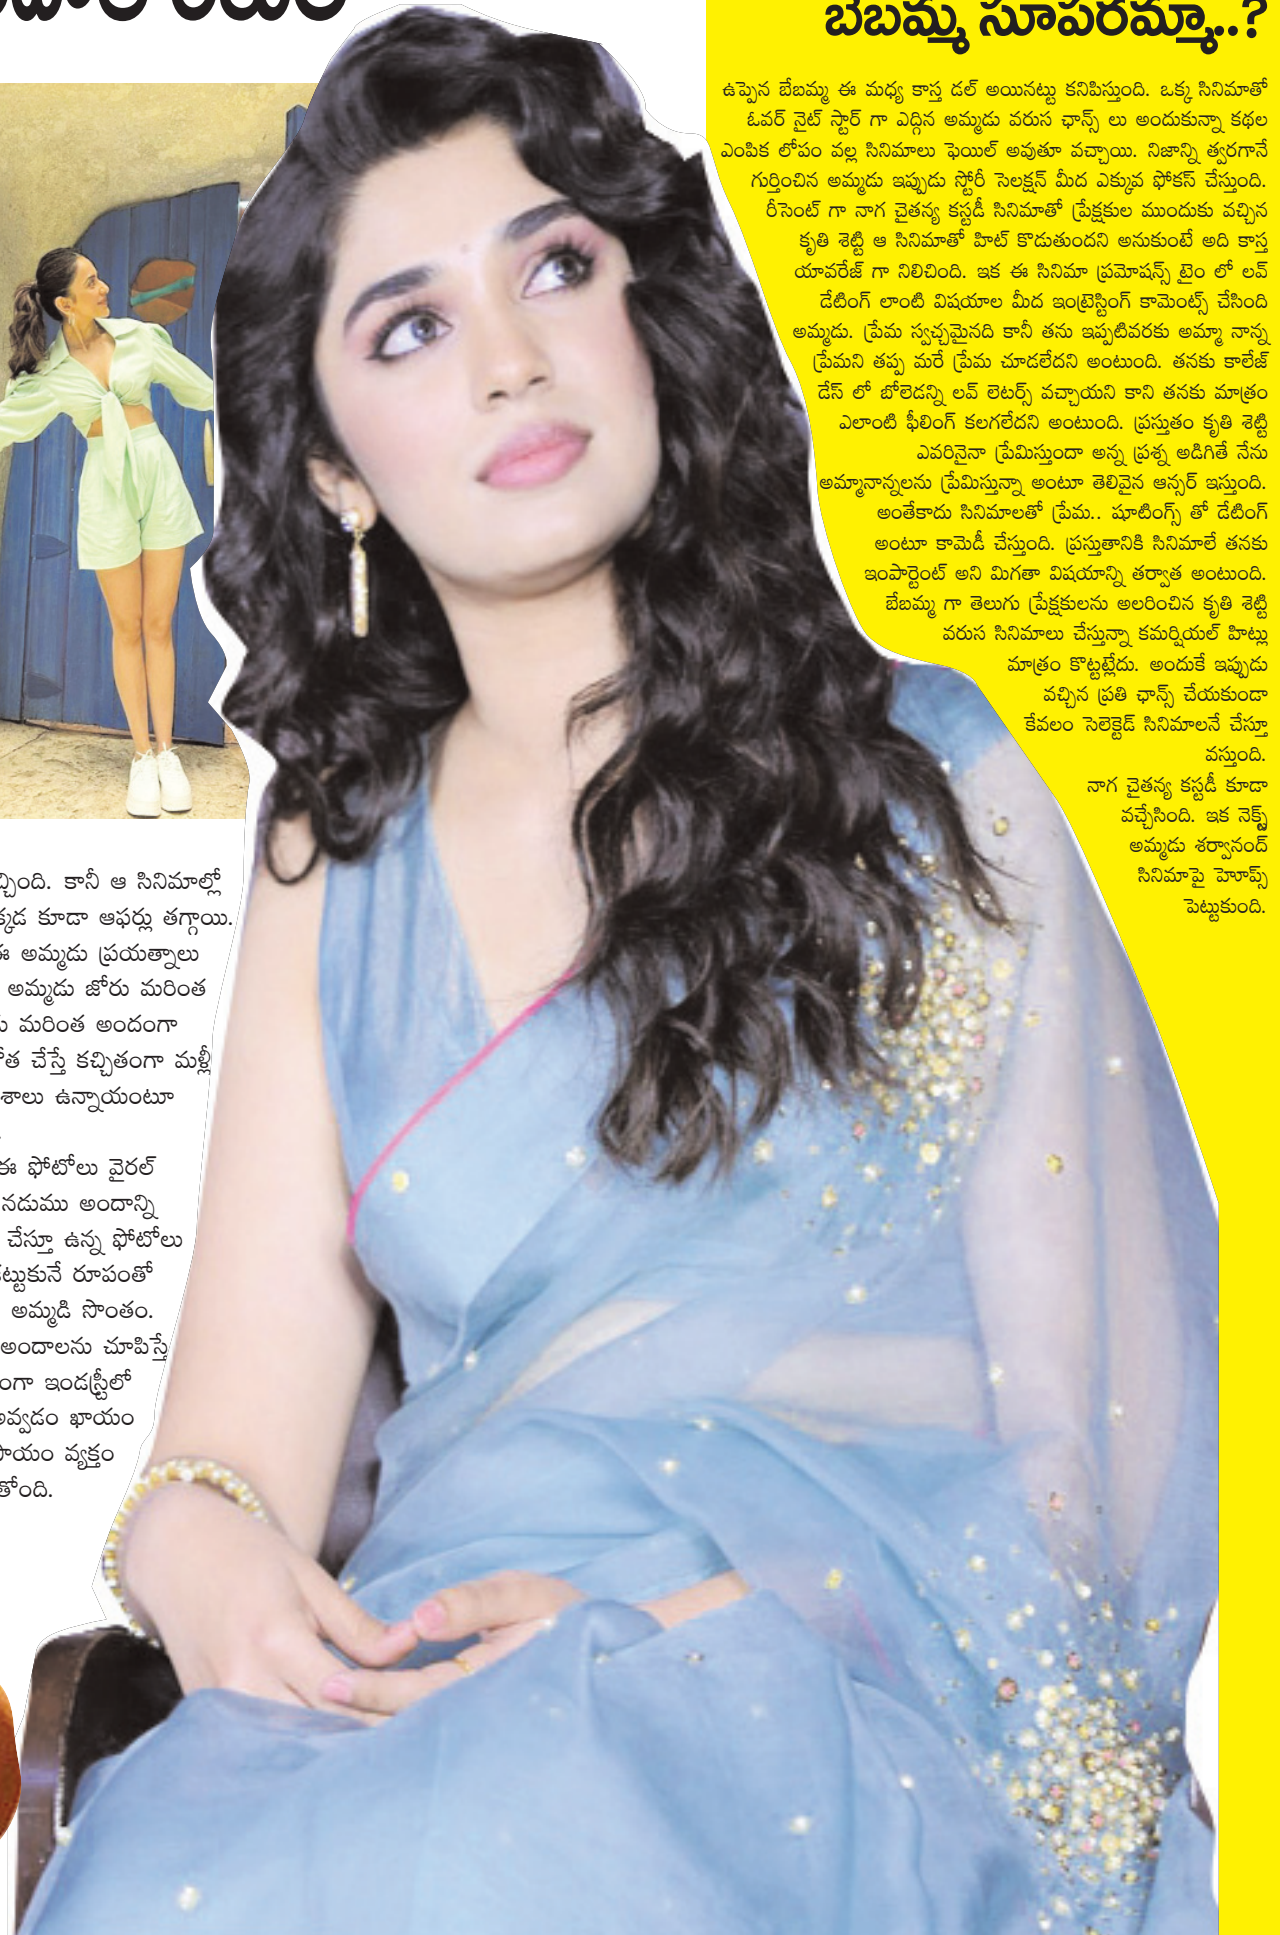 బేబమ్మ సూపరమ్మా..?
ఉప్పెన బేబమ్మ ఈ మధ్య కాస్త డల్ అయినట్టు కనిపిస్తుంది. ఒక్క సినిమాతో
ఓవర్ నైట్ స్టార్ గా ఎదిగిన అమ్మడు వరుస ఛాన్స్ లు అందుకున్నా కథల
ఎంపిక లోపం వల్ల సినిమాలు ఫెయిల్ అవుతూ వచ్చాయి. నిజాన్ని త్వరగానే
గుర్తించిన అమ్మడు ఇప్పుడు స్టోరీ సెలక్షన్ మీద ఎక్కువ ఫోకస్ చేస్తుంది.
రీసెంట్ గా నాగ చైతన్య కస్టడీ సినిమాతో ప్రేక్షకుల ముందుకు వచ్చిన
కృతి శెట్టి ఆ సినిమాతో హిట్ కొడుతుందని అనుకుంటే అది కాస్త
యావరేజ్ గా నిలిచింది. ఇక ఈ సినిమా ప్రమోషన్స్ టైం లో లవ్
డేటింగ్ లాంటి విషయాల మీద ఇంట్రెస్టింగ్ కామెంట్స్ చేసింది
అమ్మడు. ప్రేమ స్వచ్చమైనది కానీ తను ఇప్పటివరకు అమ్మా నాన్న
ప్రేమని తప్ప మరే ప్రేమ చూడలేదని అంటుంది. తనకు కాలేజ్
డేస్ లో బోలెడన్ని లవ్ లెటర్స్ వచ్చాయని కాని తనకు మాత్రం
ఎలాంటి ఫీలింగ్ కలగలేదని అంటుంది. ప్రస్తుతం కృతి శెట్టి
ఎవరినైనా ప్రేమిస్తుందా అన్న ప్రశ్న అడిగితే నేను
అమ్మానాన్నలను ప్రేమిస్తున్నా అంటూ తెలివైన ఆన్సర్ ఇస్తుంది.
అంతేకాదు సినిమాలతో ప్రేమ.. షూటింగ్స్ తో డేటింగ్
అంటూ కామెడీ చేస్తుంది. ప్రస్తుతానికి సినిమాలే తనకు
ఇంపార్టెంట్ అని మిగతా విషయాన్ని తర్వాత అంటుంది.
బేబమ్మ గా తెలుగు ప్రేక్షకులను అలరించిన కృతి శెట్టి
వరుస సినిమాలు చేస్తున్నా కమర్షియల్ హిట్లు
మాత్రం కొట్టట్లేదు. అందుకే ఇప్పుడు
వచ్చిన ప్రతి ఛాన్స్ చేయకుండా
కేవలం సెలెక్టెడ్ సినిమాలనే చేస్తూ
వస్తుంది.
నాగ చైతన్య కస్టడీ కూడా
వచ్చేసింది. ఇక నెక్స్ట్
అమ్మడు శర్వానంద్
సినిమాపై హెూప్స్
పెట్టుకుంది.
కానీ ఆ సినిమాల్లో
కూడా ఆఫర్లు తగ్గాయి.
ఈ అమ్మడు ప్రయత్నాలు
అమ్మడు జోరు మరింత
మరింత అందంగా
చేస్తే కచ్చితంగా మళ్లీ
ఉన్నాయంటూ
ఈ ఫోటోలు వైరల్
నడుము అందాన్ని
చేస్తూ ఉన్న ఫోటోలు
రూపంతో
అమ్మడి సొంతం.
అందాలను చూపిస్తే
ఇండస్ట్రీలో
అవ్వడం ఖాయం
వ్యక్తం